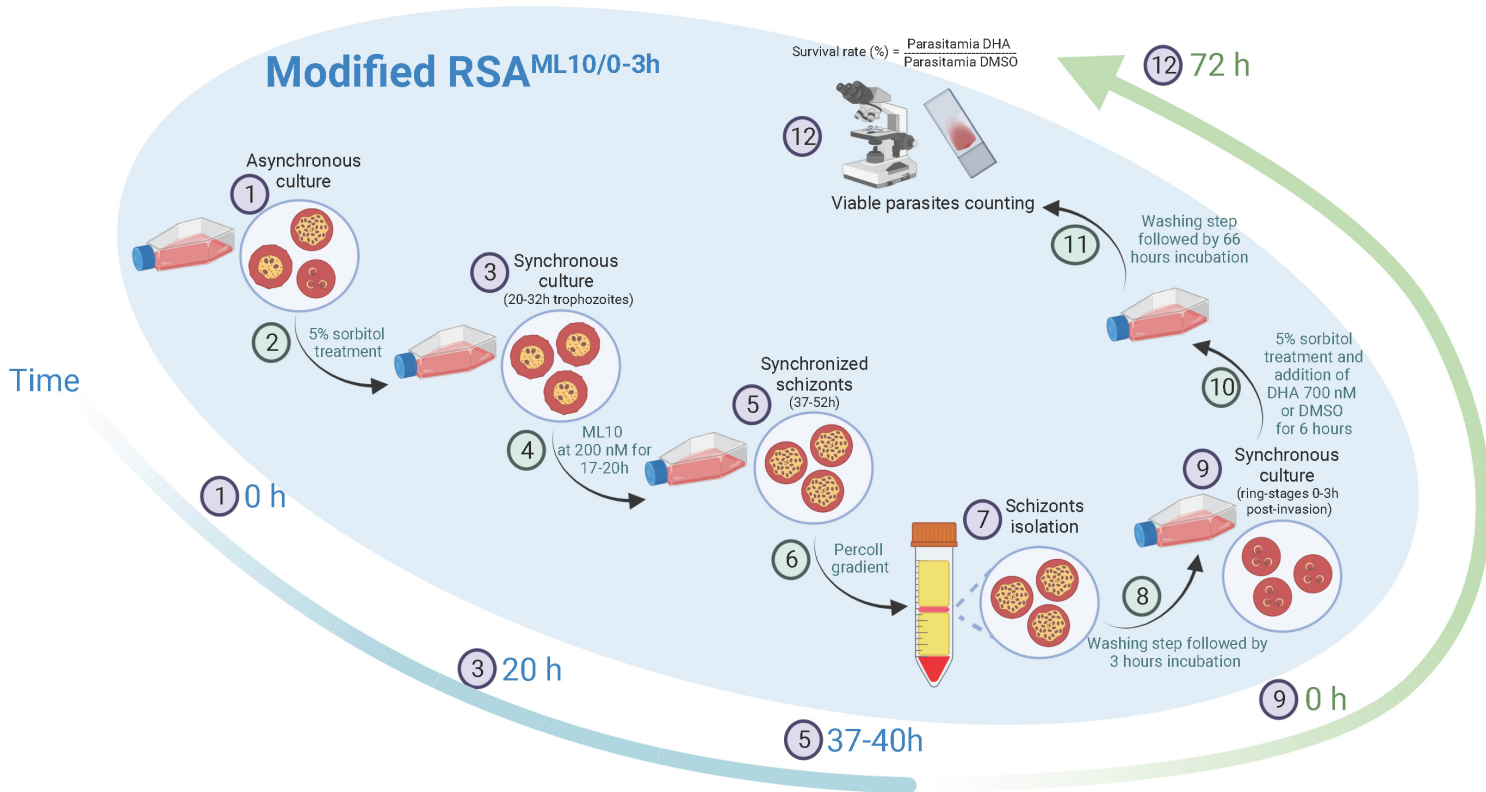 Modified RSA^ML10/0-3h
Survival rate (%) = Parasitamia DHA
Parasitamia DMSO
12
72 h
12
Viable parasites counting
Asynchronous
culture
1
2
5% sorbitol
treatment
3
Synchronous
culture
(20-32h trophozoites)
4
ML10
at 200 nM for
17-20h
5
Synchronized
schizonts
(37-52h)
6
Percoll
gradient
7
Schizonts
isolation
8
Washing step followed by
3 hours incubation
9
Synchronous
culture
(ring-stages 0-3h
post-invasion)
10
5% sorbitol
treatment and
addition of
DHA 700 nM
or DMSO
for 6 hours
11
Washing step
followed by 66
hours incubation
Time
1
0 h
3
20 h
5
37-40h
9
0 h